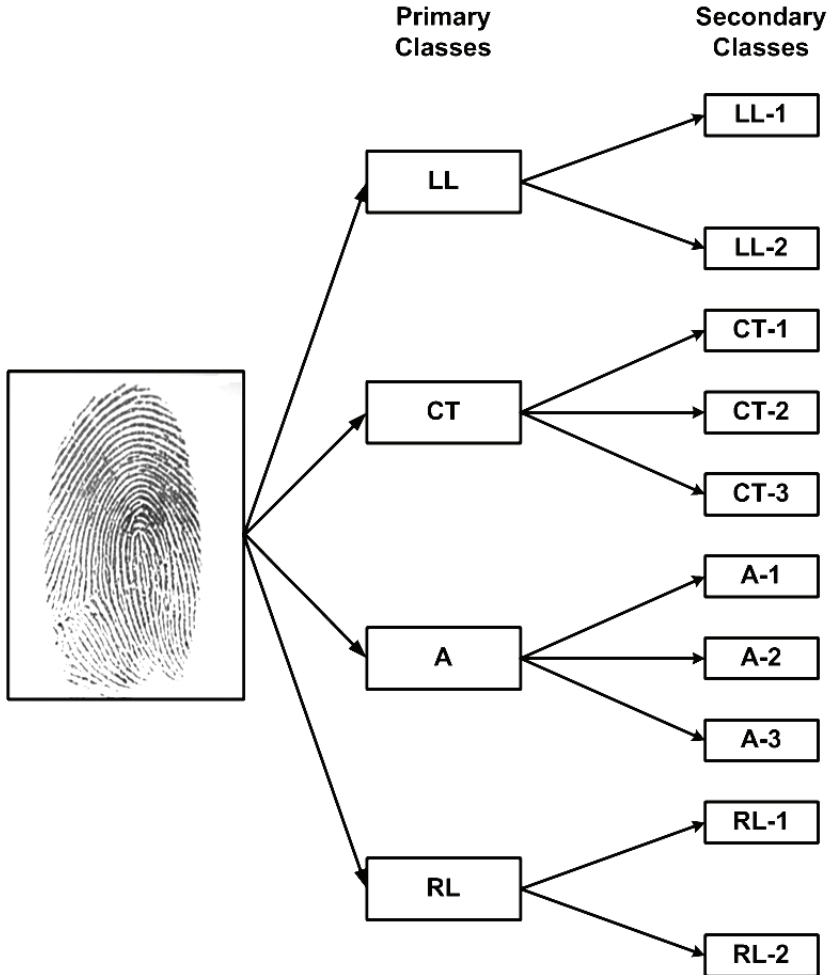 Primary
Classes
Secondary
Classes
LL
LL-1
LL-2
CT
CT-1
CT-2
CT-3
A
A-1
A-2
A-3
RL
RL-1
RL-2